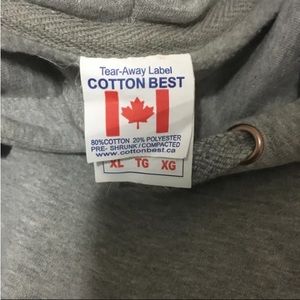 Tear-Away Label
COTTON BEST
80%COTTON 20% POLYESTER
PRE- SHRUNK / COMPACTED
www.cottonbest.ca
XL TG XG